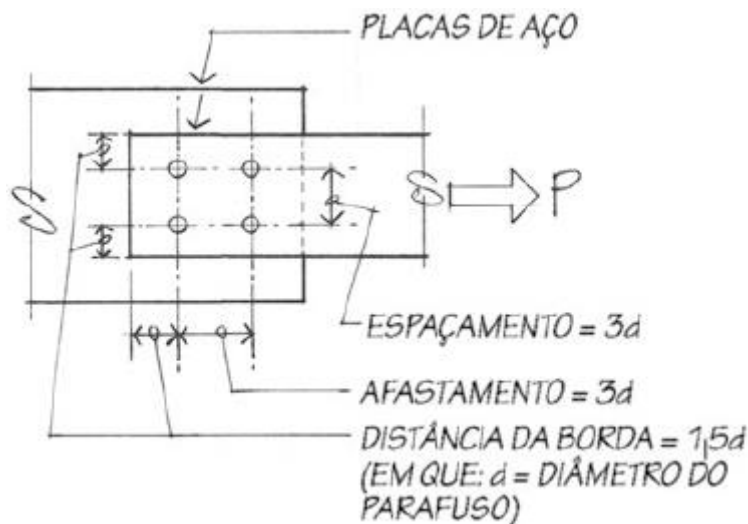 PLACAS DE AÇO
P
ESPAÇAMENTO = 3d
AFASTAMENTO = 3d
DISTÂNCIA DA BORDA = 1,5d
(EM QUE: d = DIÂMETRO DO
PARAFUSO)